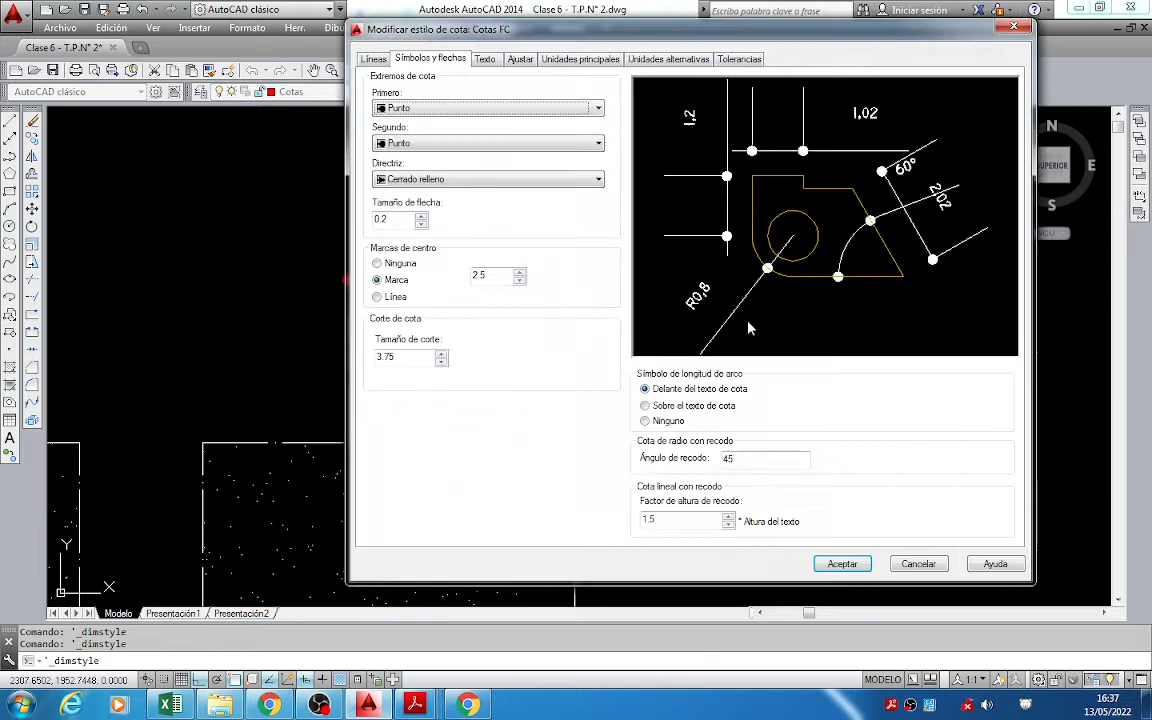 AutoCAD clásico
Autodesk AutoCAD 2014 Clase 6 - T.P.N° 2.dwg
Escriba palabra clave o frase
Iniciar sesión
Archivo Edición Ver Insertar Formato Herr.
Modificar estilo de cota: Cotas FC
Clase 6 - T.P.N° 2*
Líneas Símbolos y flechas Texto Ajustar Unidades principales Unidades alternativas Tolerancias
AutoCAD clásico
Cotas
Extremos de cota
Primero:
Punto
Segundo:
Punto
Directriz:
Cerrado relleno
Tamaño de flecha:
0.2
Marcas de centro
Ninguna
Marca
2.5
Línea
Corte de cota
Tamaño de corte:
3.75
1,2
1,02
60°
2,02
R0,8
Símbolo de longitud de arco
Delante del texto de cota
Sobre el texto de cota
Ninguno
Cota de radio con recodo
Ángulo de recodo: 45
Cota lineal con recodo
Factor de altura de recodo:
1.5 * Altura del texto
Aceptar Cancelar Ayuda
N
SUPERIOR
E
S
SCU
A
Y
X
Modelo Presentación1 Presentación2
Comando: '_dimstyle
Comando: '_dimstyle
'_dimstyle
2307.6502, 1952.7448, 0.0000
MODELO
1:1
16:37
13/05/2022